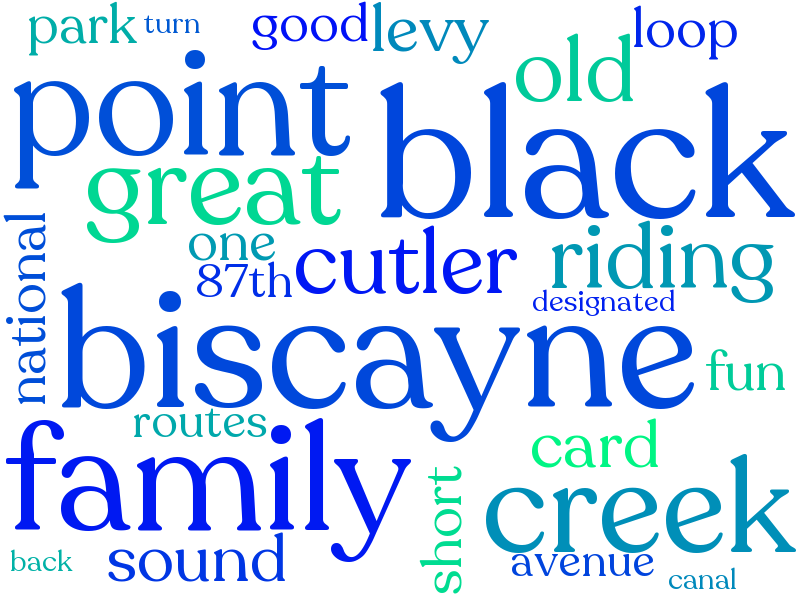 park turn good levy loop
point black old
great
national one riding
87th cutler
designated
biscayne
fun
routes
family card
short creek
back sound avenue
canal